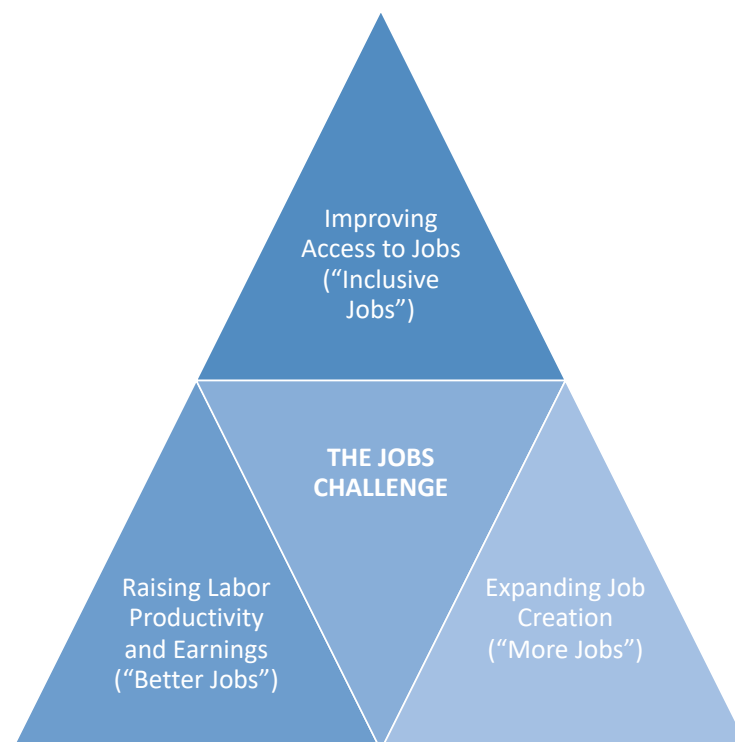 Improving
Access to Jobs
(“Inclusive
Jobs”)
THE JOBS
CHALLENGE
Raising Labor
Productivity
and Earnings
(“Better Jobs”)
Expanding Job
Creation
(“More Jobs”)